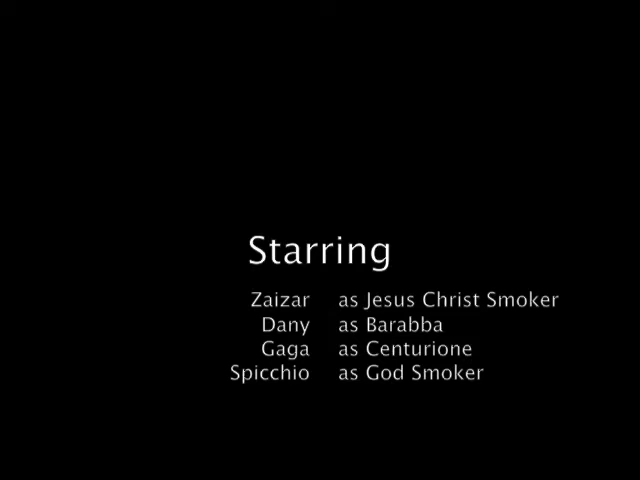 Starring
Zaizar as Jesus Christ Smoker
Dany as Barabba
Gaga as Centurione
Spicchio as God Smoker